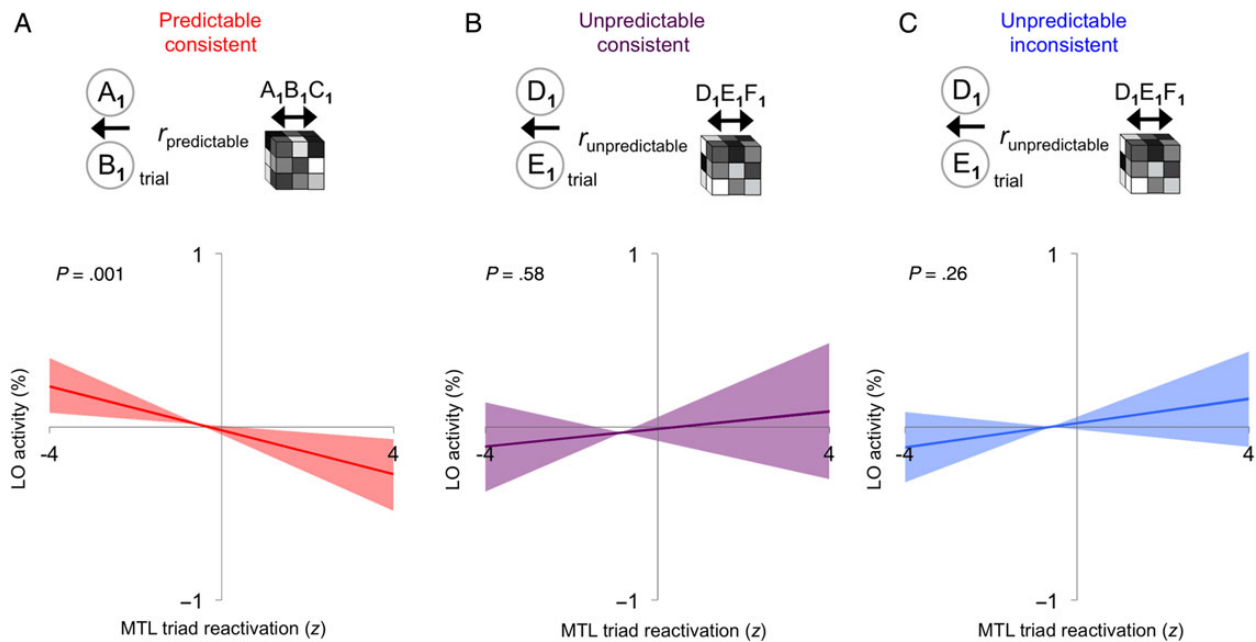 A
Predictable
consistent
A1
B1 trial
rpredictable
A1B1C1
P = .001
1
LO activity (%)
-4
4
–1
MTL triad reactivation (z)
B
Unpredictable
consistent
D1
E1 trial
runpredictable
D1E1F1
P = .58
1
LO activity (%)
-4
4
–1
MTL triad reactivation (z)
C
Unpredictable
inconsistent
D1
E1 trial
runpredictable
D1E1F1
P = .26
1
LO activity (%)
-4
4
–1
MTL triad reactivation (z)